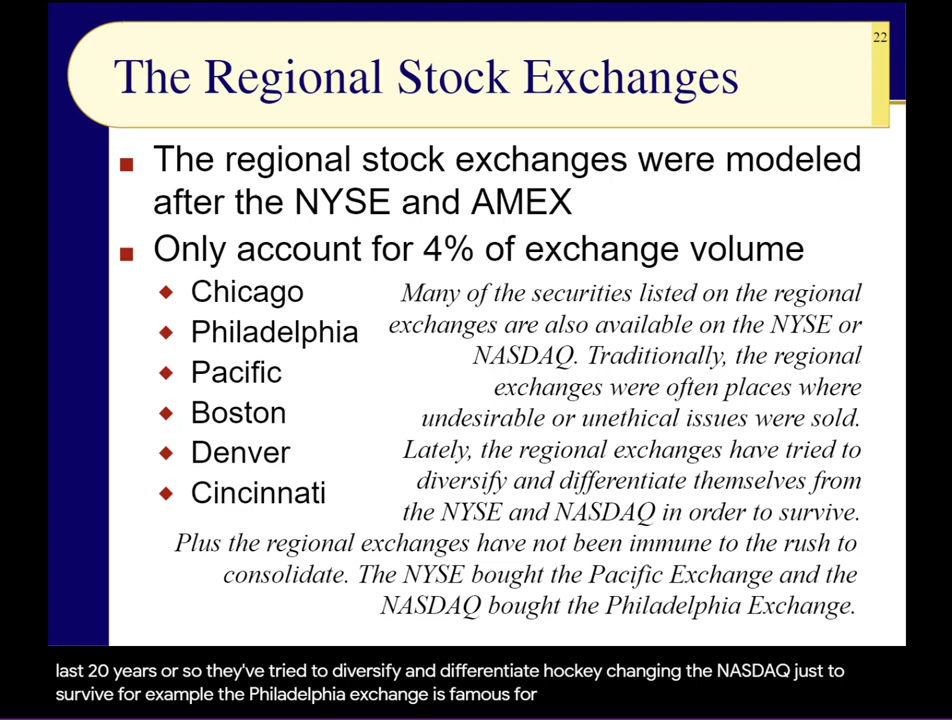 22
The Regional Stock Exchanges
■ The regional stock exchanges were modeled
after the NYSE and AMEX
■ Only account for 4% of exchange volume
◆ Chicago
◆ Philadelphia
◆ Pacific
◆ Boston
◆ Denver
◆ Cincinnati
Many of the securities listed on the regional
exchanges are also available on the NYSE or
NASDAQ. Traditionally, the regional
exchanges were often places where
undesirable or unethical issues were sold.
Lately, the regional exchanges have tried to
diversify and differentiate themselves from
the NYSE and NASDAQ in order to survive.
Plus the regional exchanges have not been immune to the rush to
consolidate. The NYSE bought the Pacific Exchange and the
NASDAQ bought the Philadelphia Exchange.
last 20 years or so they've tried to diversify and differentiate hockey changing the NASDAQ just to
survive for example the Philadelphia exchange is famous for